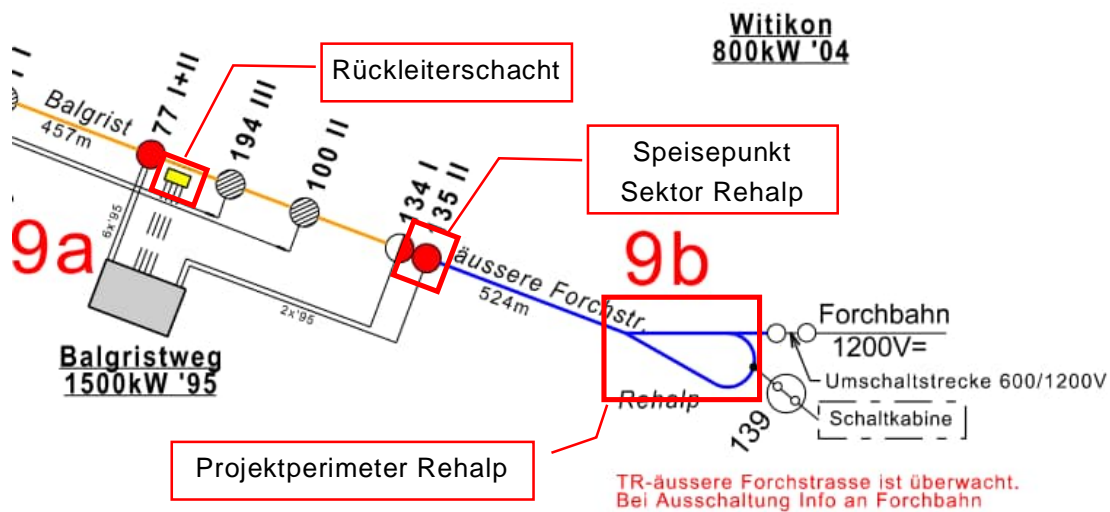 Witikon
800kW '04
Rückleiterschacht
Balgrist
457m
77 I+II
194 III
100 II
Speisepunkt
Sektor Rehalp
134 I
135 II
9a
6x'95
9b
äussere Forchstr.
524m
2x'95
Forchbahn
1200V=
Balgristweg
1500kW '95
Umschaltstrecke 600/1200V
Rehalp
139
Schaltkabine
Projektperimeter Rehalp
TR-äussere Forchstrasse ist überwacht.
Bei Ausschaltung Info an Forchbahn